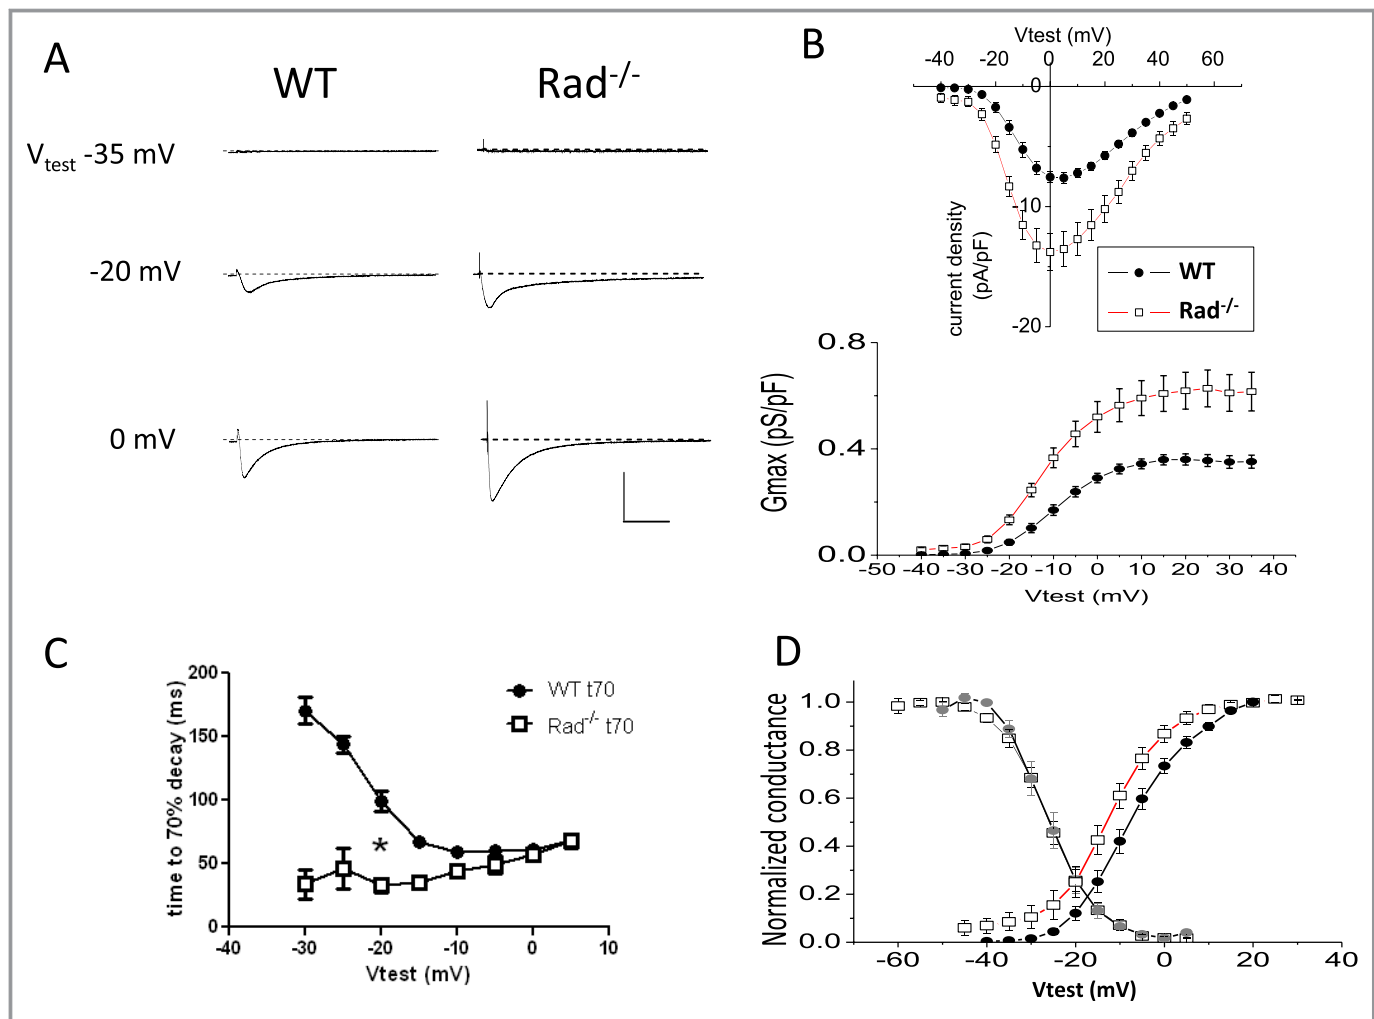 A
WT
Rad-/-
Vtest -35 mV
-20 mV
0 mV
B
Vtest (mV)
-40 -20 0 20 40 60
0
-10
-20
current density
(pA/pF)
WT
Rad-/-
0.8
0.4
0.0
Gmax (pS/pF)
-50 -40 -30 -20 -10 0 10 20 30 40
Vtest (mV)
C
200
150
100
50
0
time to 70% decay (ms)
WT t70
Rad-/- t70
*
-40 -30 -20 -10 0 10
Vtest (mV)
D
1.0
0.8
0.6
0.4
0.2
0.0
Normalized conductance
-60 -40 -20 0 20 40
Vtest (mV)